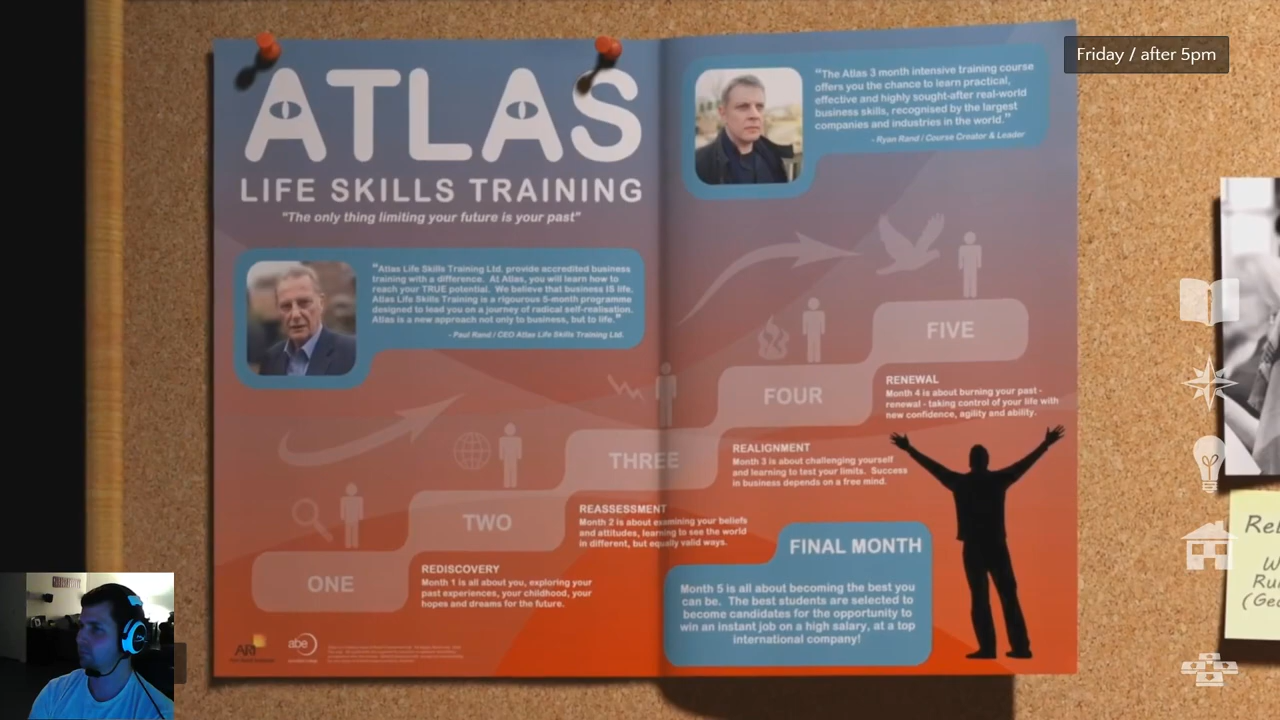 Friday / after 5pm
ATLAS
LIFE SKILLS TRAINING
"The only thing limiting your future is your past"
"Atlas Life Skills Training Ltd. provide accredited business
training with a difference. At Atlas, you will learn how to
reach your TRUE potential. We believe that business IS life.
Atlas Life Skills Training is a rigourous 5-month programme
designed to lead you on a journey of radical self-realisation.
Atlas is a new approach not only to business, but to life."
- Paul Rand / CEO Atlas Life Skills Training Ltd.
"The Atlas 3 month intensive training course
offers you the chance to learn practical,
effective and highly sought-after real-world
business skills, recognised by the largest
companies and industries in the world."
- Ryan Rand / Course Creator & Leader
ONE
REDISCOVERY
Month 1 is all about you, exploring your
past experiences, your childhood, your
hopes and dreams for the future.
TWO
REASSESSMENT
Month 2 is about examining your beliefs
and attitudes, learning to see the world
in different, but equally valid ways.
THREE
REALIGNMENT
Month 3 is about challenging yourself
and learning to test your limits. Success
in business depends on a free mind.
FOUR
RENEWAL
Month 4 is about burning your past -
renewal - taking control of your life with
new confidence, agility and ability.
FIVE
FINAL MONTH
Month 5 is all about becoming the best you
can be. The best students are selected to
become candidates for the opportunity to
win an instant job on a high salary, at a top
international company!
abe